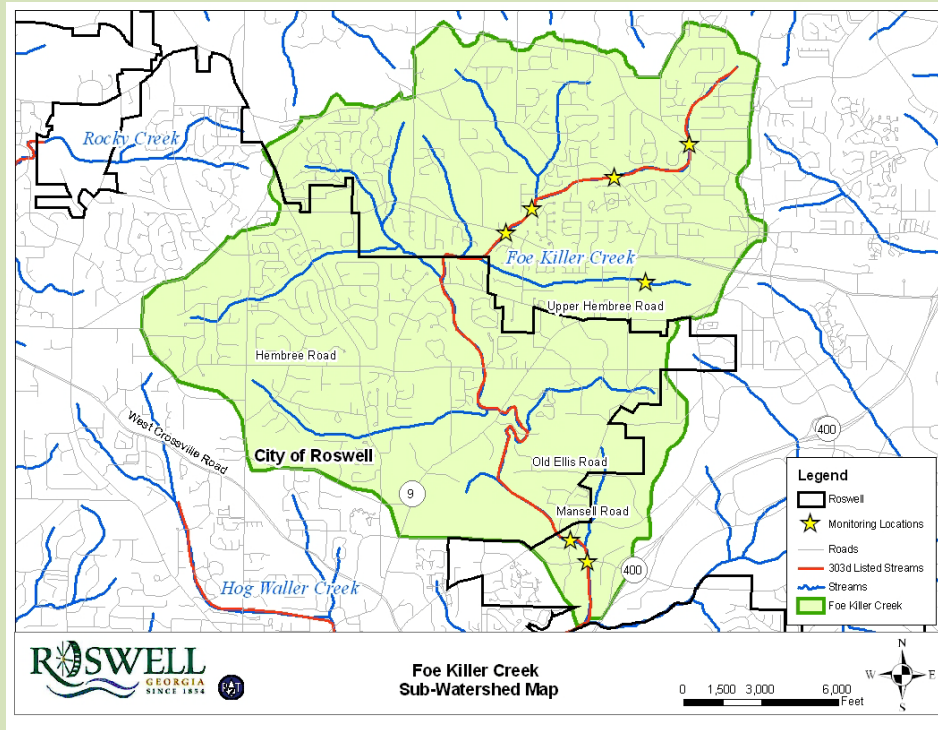 Rocky Creek
Foe Killer Creek
Upper Hembree Road
Hembree Road
West Crossville Road
City of Roswell
400
Old Ellis Road
9
Mansell Road
400
Hog Waller Creek
Legend
Roswell
Monitoring Locations
Roads
303d Listed Streams
Streams
Foe Killer Creek
ROSWELL
GEORGIA
SINCE 1854
Foe Killer Creek
Sub-Watershed Map
0 1,500 3,000 6,000
Feet
N
W E
S